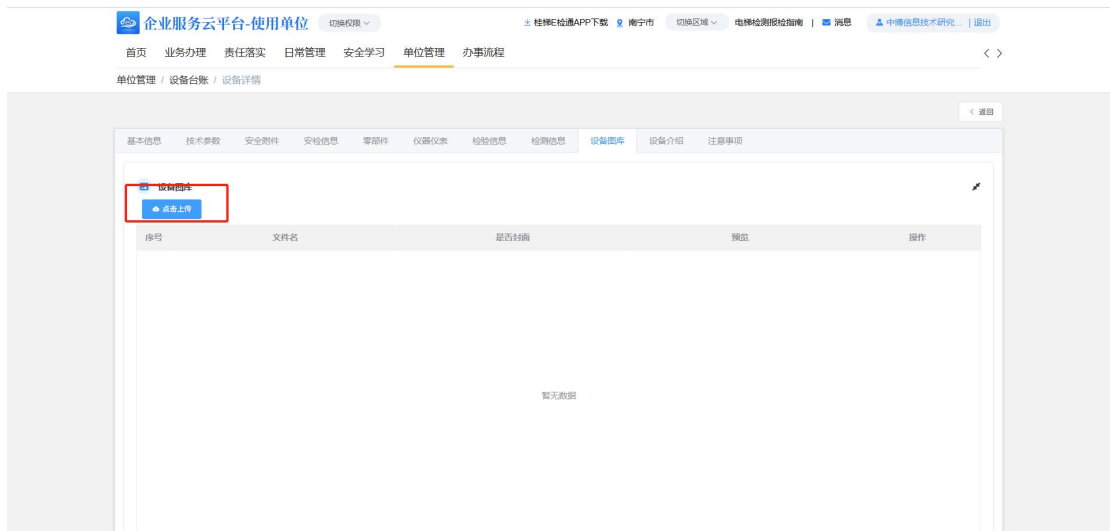 企业服务云平台-使用单位 切换权限 桂梯E检通APP下载 南宁市 切换区域 电梯检测报检指南 | 消息 中博信息技术研究... | 退出
首页 业务办理 责任落实 日常管理 安全学习 单位管理 办事流程
单位管理 / 设备台账 / 设备详情
返回
基本信息 技术参数 安全附件 安检信息 零部件 仪器仪表 检验信息 检测信息 设备图库 设备介绍 注意事项
设备图库
点击上传
序号 文件名 是否封面 预览 操作
暂无数据